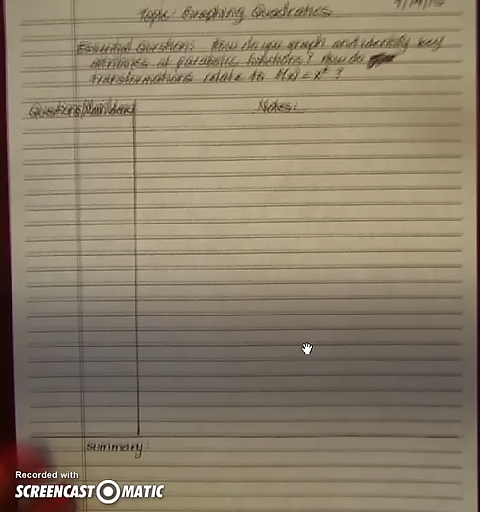 Topic: Graphing Quadratics
Essential Question: How do you graph and identify key
attributes of parabolic functions? How do
transformations relate to f(x) = x² ?
Questions/Main Ideas
Notes:
summary:
Recorded with
SCREENCAST MATIC